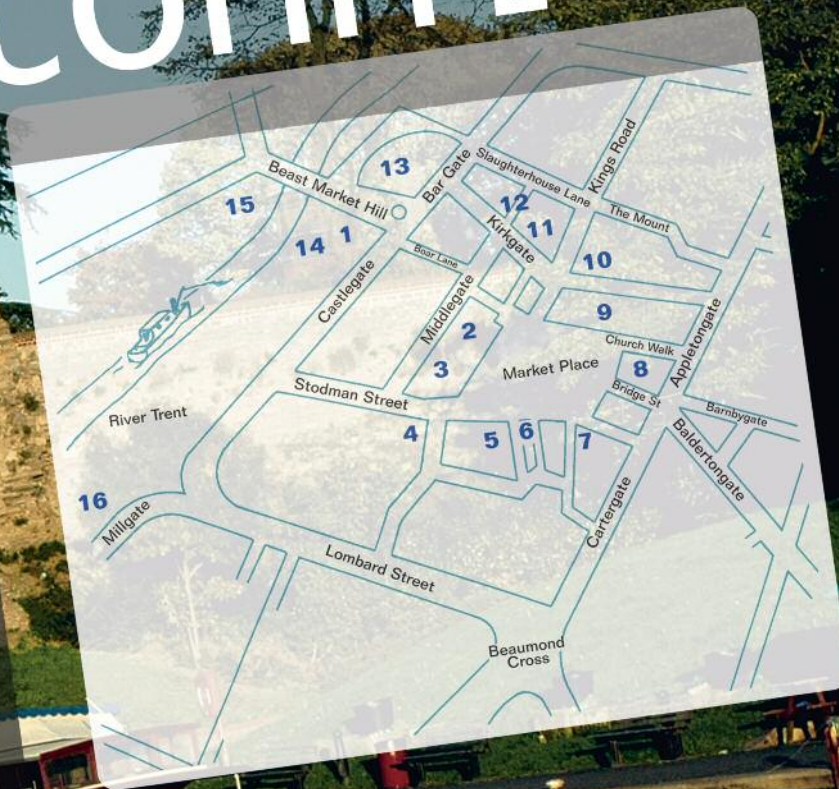 13
Bar Gate
Slaughterhouse Lane
Kings Road
Beast Market Hill
15
12
The Mount
14
1
Kirkgate
11
10
Boar Lane
Castlegate
Middlegate
2
9
3
Market Place
Church Walk
8
Appletongate
Bridge St
Barnbygate
River Trent
Stodman Street
4
5
6
7
Baldertongate
16
Millgate
Cartergate
Lombard Street
Beaumond
Cross